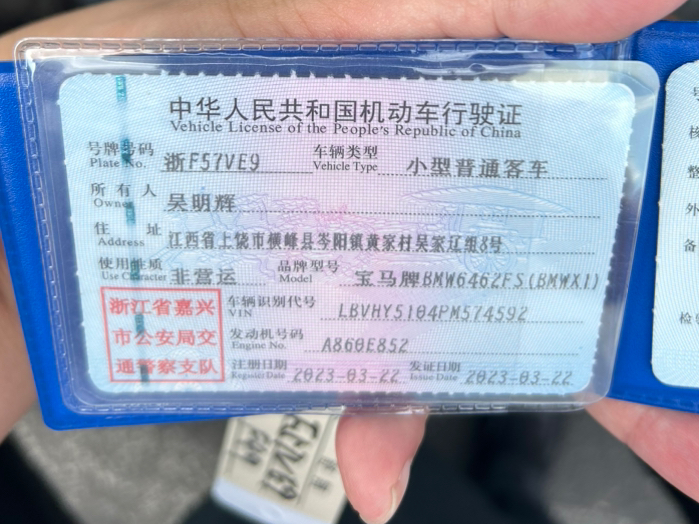 中华人民共和国机动车行驶证
Vehicle License of the People's Republic of China
号牌号码 浙F57VE9 车辆类型 小型普通客车
Plate No. Vehicle Type
所有人 吴明辉
Owner
住址 江西省上饶市横峰县岑阳镇黄家村吴家辽组8号
Address
使用性质 非营运 品牌型号 宝马牌BMW6462FS(BMWX1)
Use Character Model
浙江省嘉兴
市公安局交
通警察支队
车辆识别代号 LBVHY5104PM574592
VIN
发动机号码 A860E852
Engine No.
注册日期 2023-03-22 发证日期 2023-03-22
Register Date Issue Date